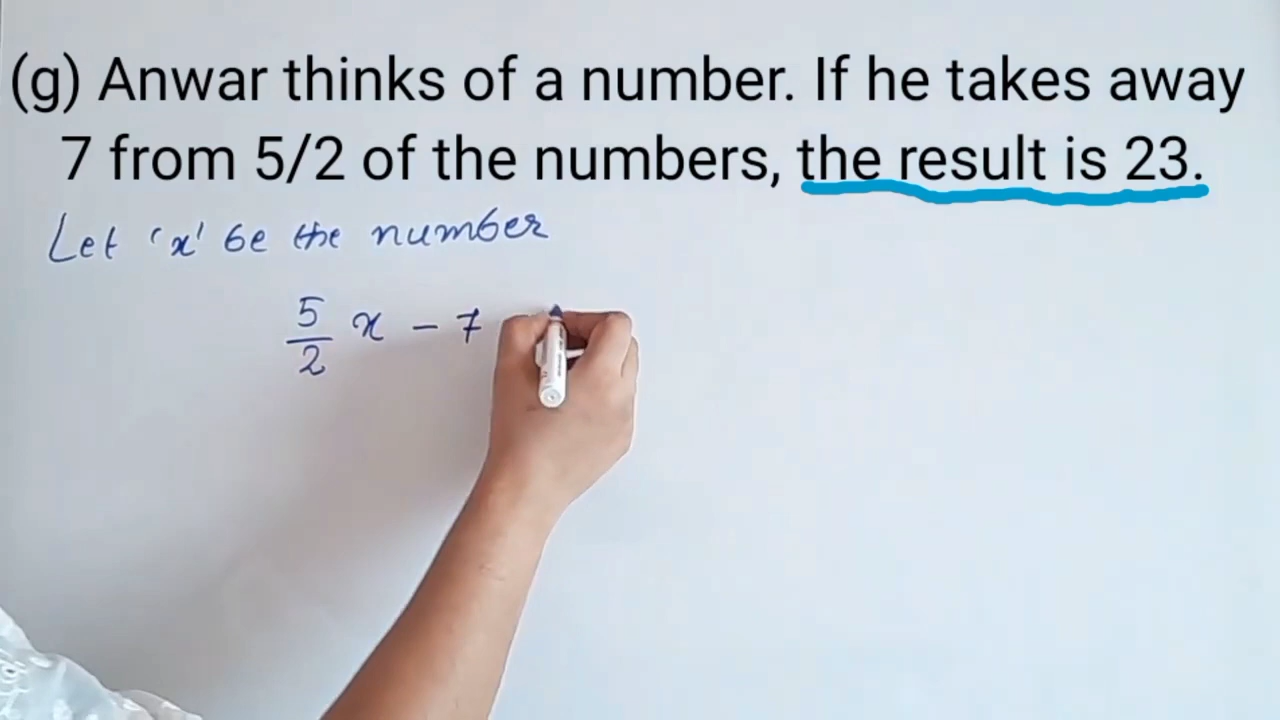 (g) Anwar thinks of a number. If he takes away
7 from 5/2 of the numbers, the result is 23.
Let 'x' be the number
5/2 x - 7